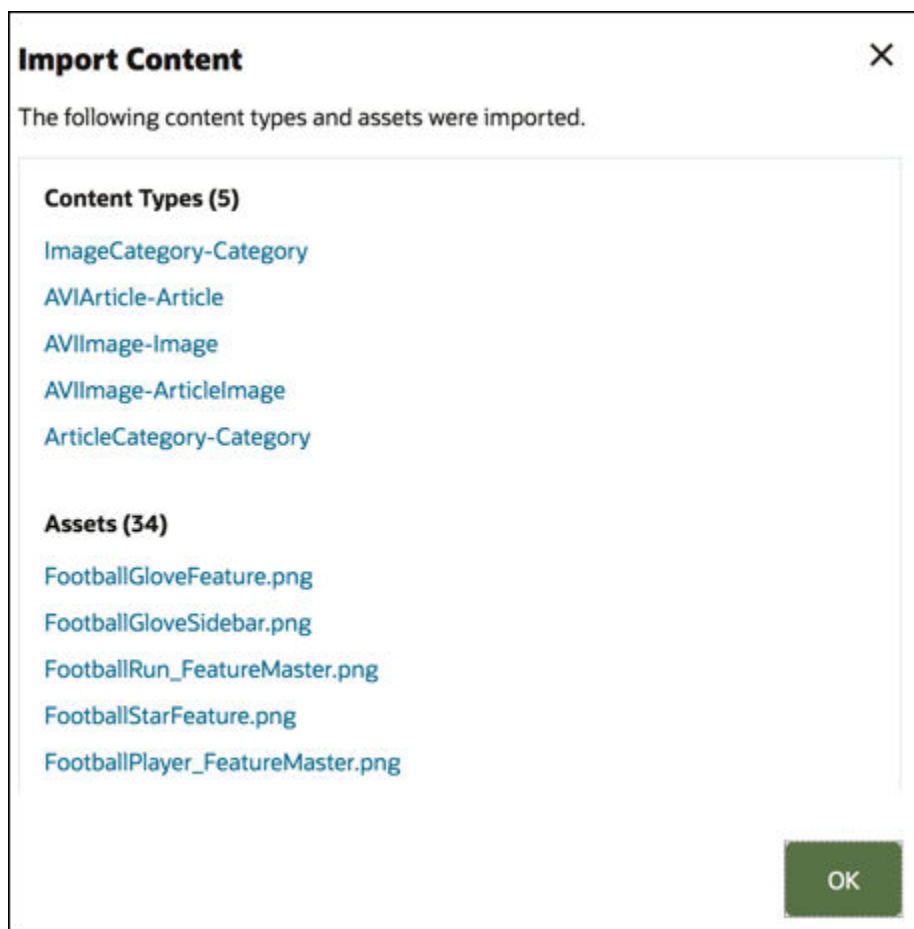 Import Content
The following content types and assets were imported.
Content Types (5)
ImageCategory-Category
AVIArticle-Article
AVIImage-Image
AVIImage-ArticleImage
ArticleCategory-Category
Assets (34)
FootballGloveFeature.png
FootballGloveSidebar.png
FootballRun_FeatureMaster.png
FootballStarFeature.png
FootballPlayer_FeatureMaster.png
OK